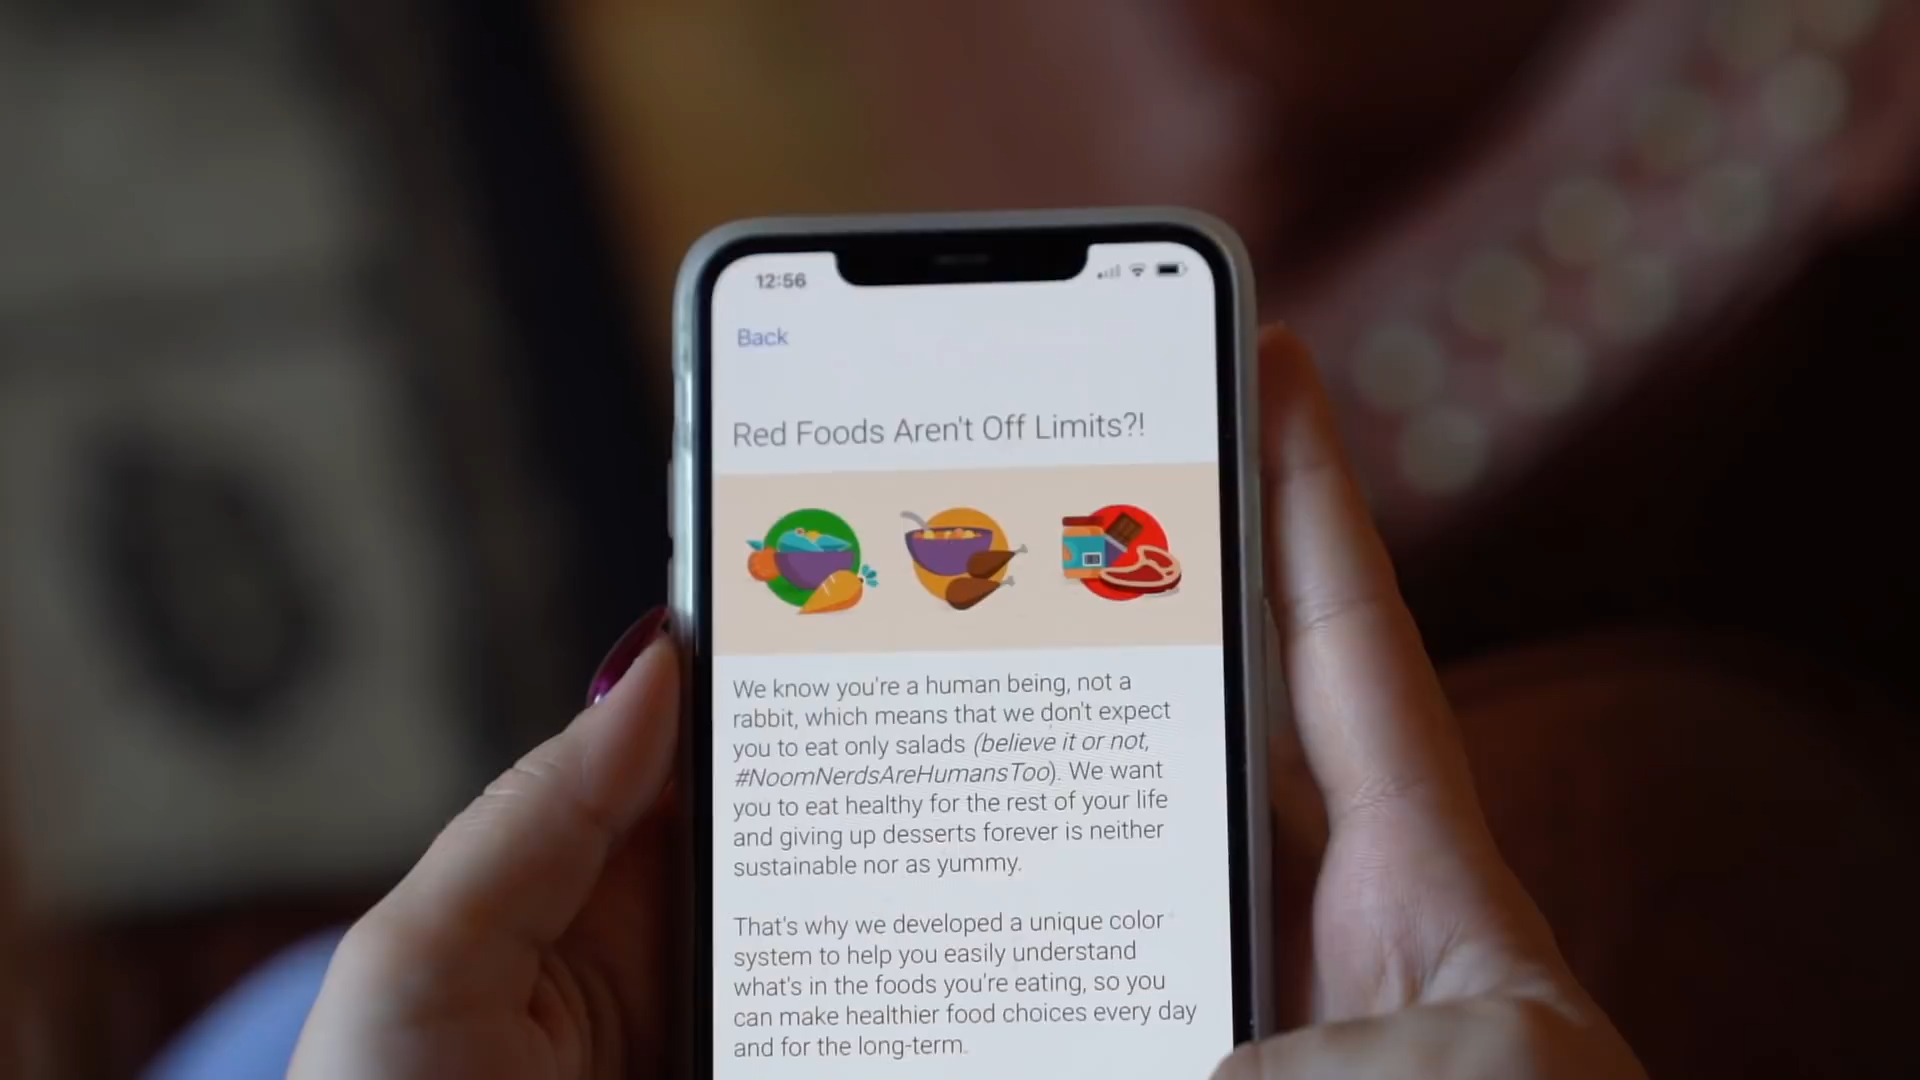 12:56
Back
Red Foods Aren't Off Limits?!
We know you're a human being, not a
rabbit, which means that we don't expect
you to eat only salads (believe it or not,
#NoomNerdsAreHumansToo). We want
you to eat healthy for the rest of your life
and giving up desserts forever is neither
sustainable nor as yummy.
That's why we developed a unique color
system to help you easily understand
what's in the foods you're eating, so you
can make healthier food choices every day
and for the long-term.